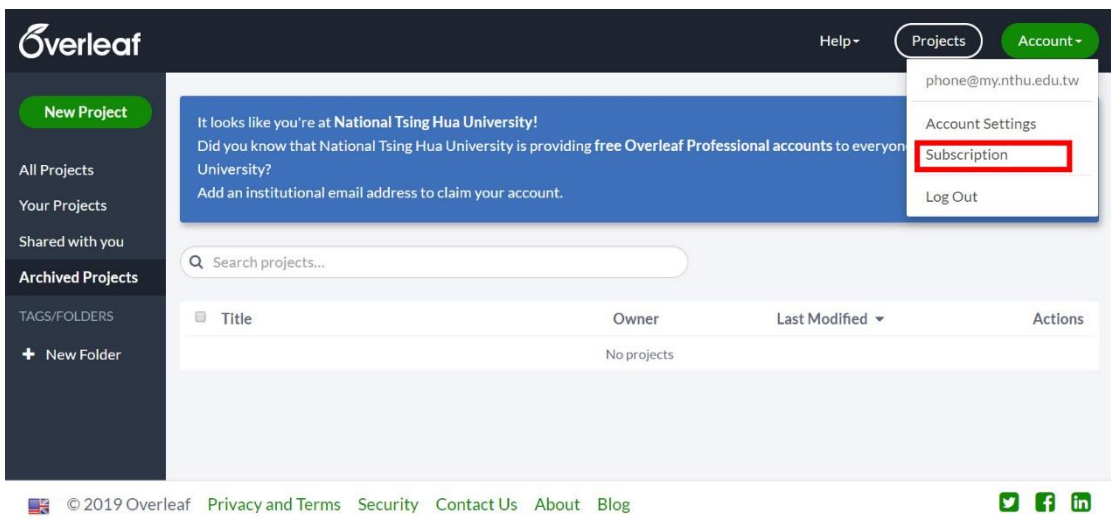 Overleaf
Help
Projects
Account
phone@my.nthu.edu.tw
Account Settings
Subscription
Log Out
New Project
All Projects
Your Projects
Shared with you
Archived Projects
TAGS/FOLDERS
New Folder
It looks like you're at National Tsing Hua University!
Did you know that National Tsing Hua University is providing free Overleaf Professional accounts to everyon
University?
Add an institutional email address to claim your account.
Search projects...
Title Owner Last Modified Actions
No projects
© 2019 Overleaf Privacy and Terms Security Contact Us About Blog